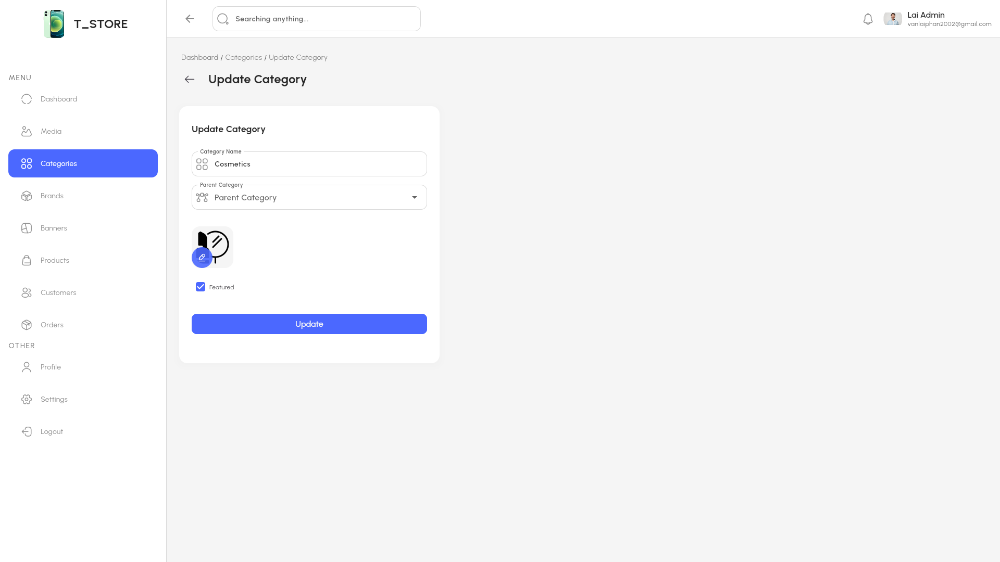 T_STORE
MENU
Dashboard
Media
Categories
Brands
Banners
Products
Customers
Orders
OTHER
Profile
Settings
Logout
Searching anything...
Lai Admin
vanlaiphan2002@gmail.com
Dashboard / Categories / Update Category
Update Category
Update Category
Category Name
Cosmetics
Parent Category
Parent Category
Featured
Update